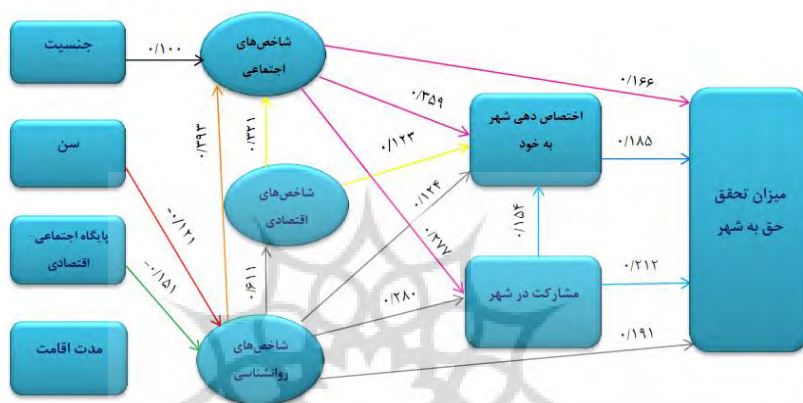 جنسیت
۰/۱۰۰
شاخص‌های
اجتماعی
۰/۱۶۶
۰/۳۵۹
اختصاص دهی شهر
به خود
۰/۱۸۵
سن
۰/۳۹۳
۰/۳۲۱
۰/۱۲۳
شاخص‌های
اقتصادی
۰/۱۲۴
۰/۲۷۷
۰/۱۵۴
میزان تحقق
حق به شهر
-۰/۱۲۱
پایگاه اجتماعی-
اقتصادی
-۰/۱۵۱
۰/۶۱۱
۰/۲۸۰
مشارکت در شهر
۰/۲۱۲
مدت اقامت
شاخص‌های
روانشناسی
۰/۱۹۱